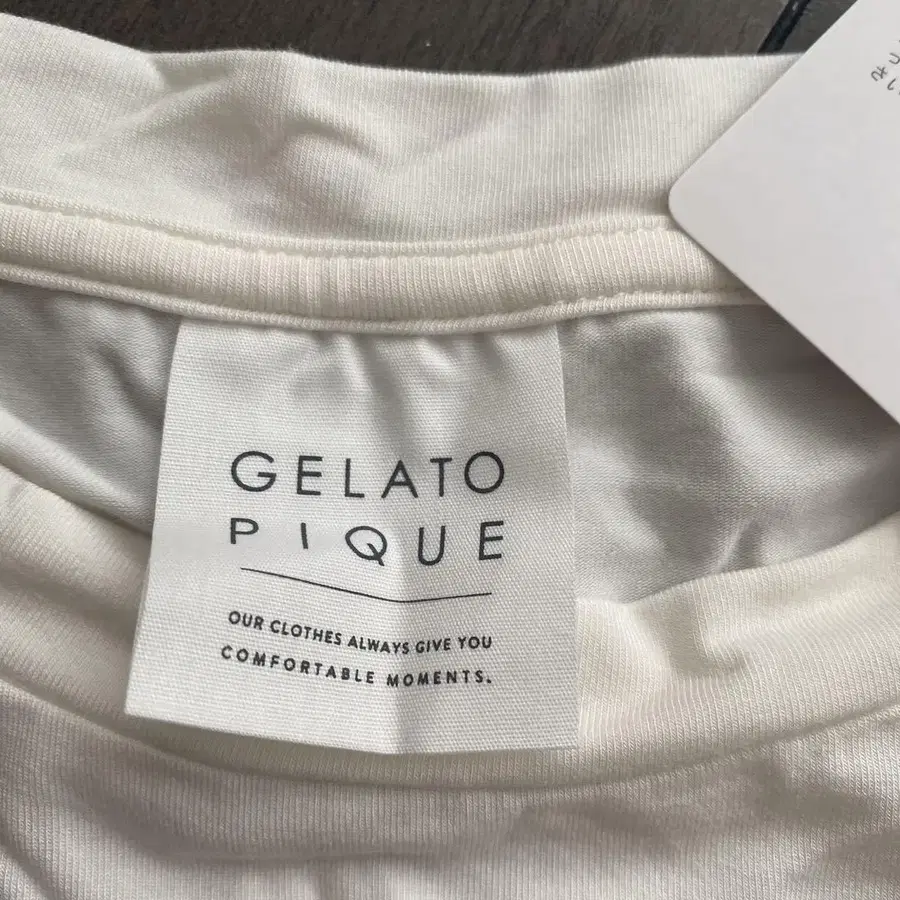 GELATO
PIQUE
OUR CLOTHES ALWAYS GIVE YOU
COMFORTABLE MOMENTS.